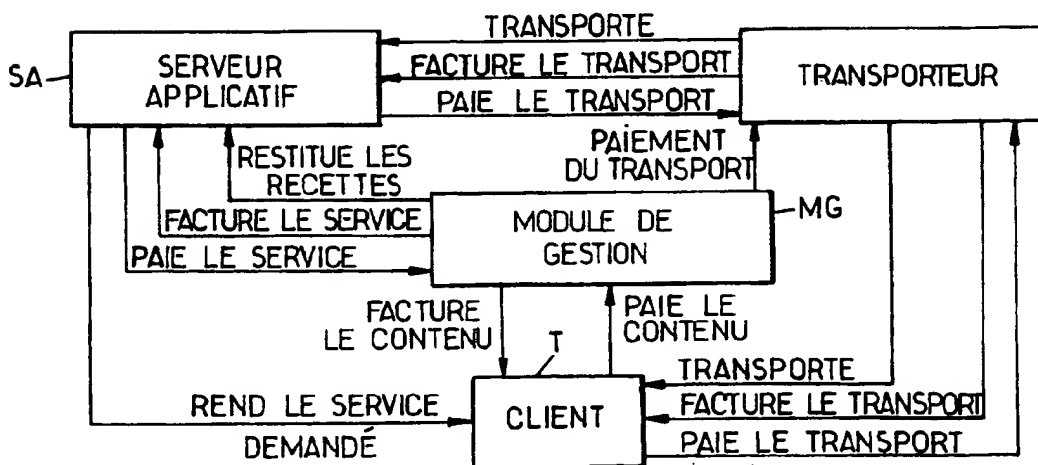 TRANSPORTE
SA
SERVEUR
APPLICATIF
FACTURE LE TRANSPORT
TRANSPORTEUR
PAIE LE TRANSPORT
PAIEMENT
DU TRANSPORT
RESTITUE LES
RECETTES
MG
FACTURE LE SERVICE
MODULE DE
GESTION
PAIE LE SERVICE
FACTURE
LE CONTENU
PAIE LE
CONTENU
T
TRANSPORTE
REND LE SERVICE
DEMANDÉ
CLIENT
FACTURE LE TRANSPORT
PAIE LE TRANSPORT